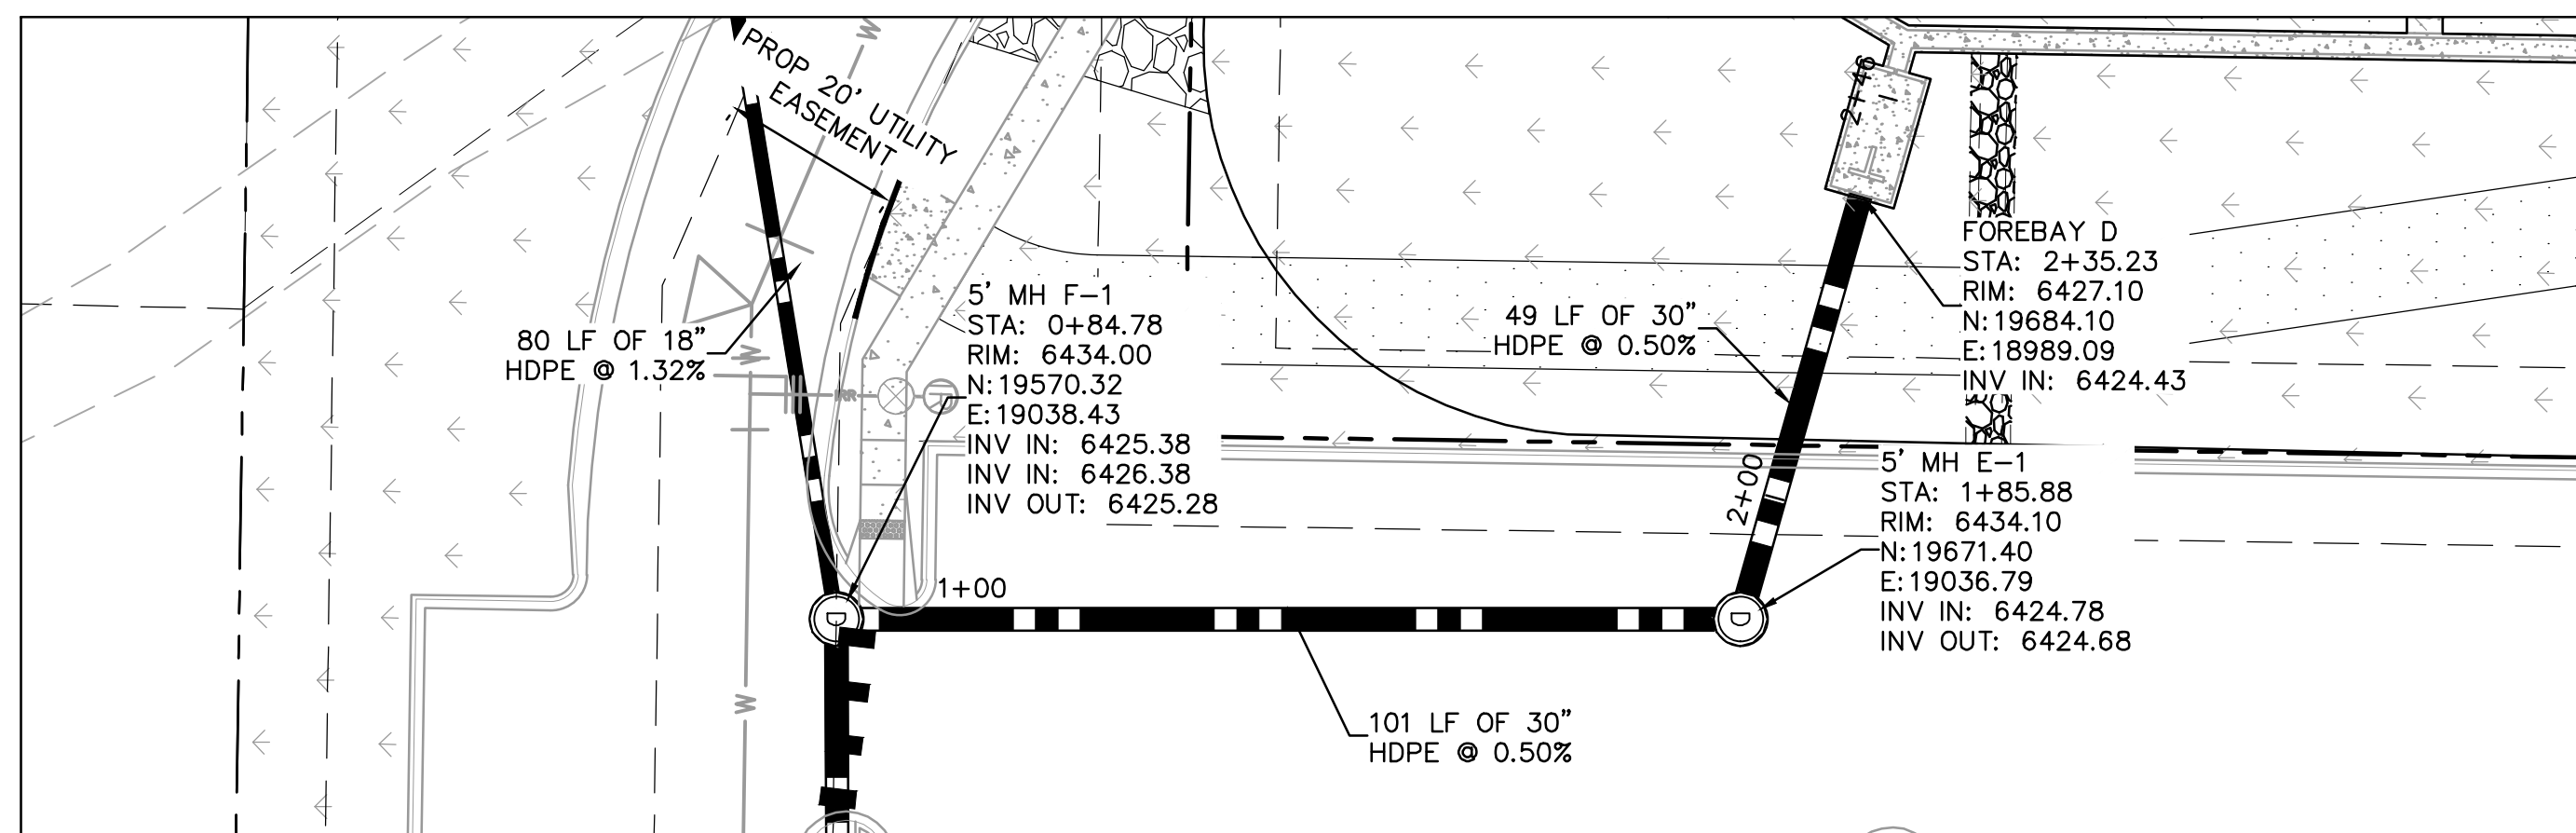 PROP 20' UTILITY
EASEMENT
W
2+46
80 LF OF 18"
HDPE @ 1.32%
W
IRR
5' MH F-1
STA: 0+84.78
RIM: 6434.00
N:19570.32
E:19038.43
INV IN: 6425.38
INV IN: 6426.38
INV OUT: 6425.28
49 LF OF 30"
HDPE @ 0.50%
FOREBAY D
STA: 2+35.23
RIM: 6427.10
N:19684.10
E:18989.09
INV IN: 6424.43
2+00
5' MH E-1
STA: 1+85.88
RIM: 6434.10
N:19671.40
E:19036.79
INV IN: 6424.78
INV OUT: 6424.68
1+00
D
D
W
101 LF OF 30"
HDPE @ 0.50%